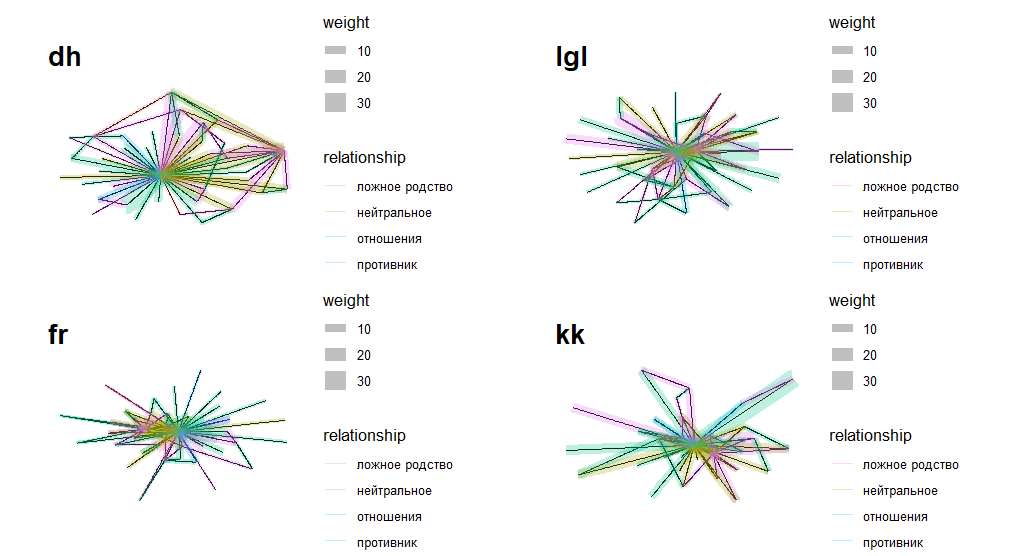 dh
weight
10
20
30
relationship
ложное родство
нейтральное
отношения
противник
lgl
weight
10
20
30
relationship
ложное родство
нейтральное
отношения
противник
fr
weight
10
20
30
relationship
ложное родство
нейтральное
отношения
противник
kk
weight
10
20
30
relationship
ложное родство
нейтральное
отношения
противник